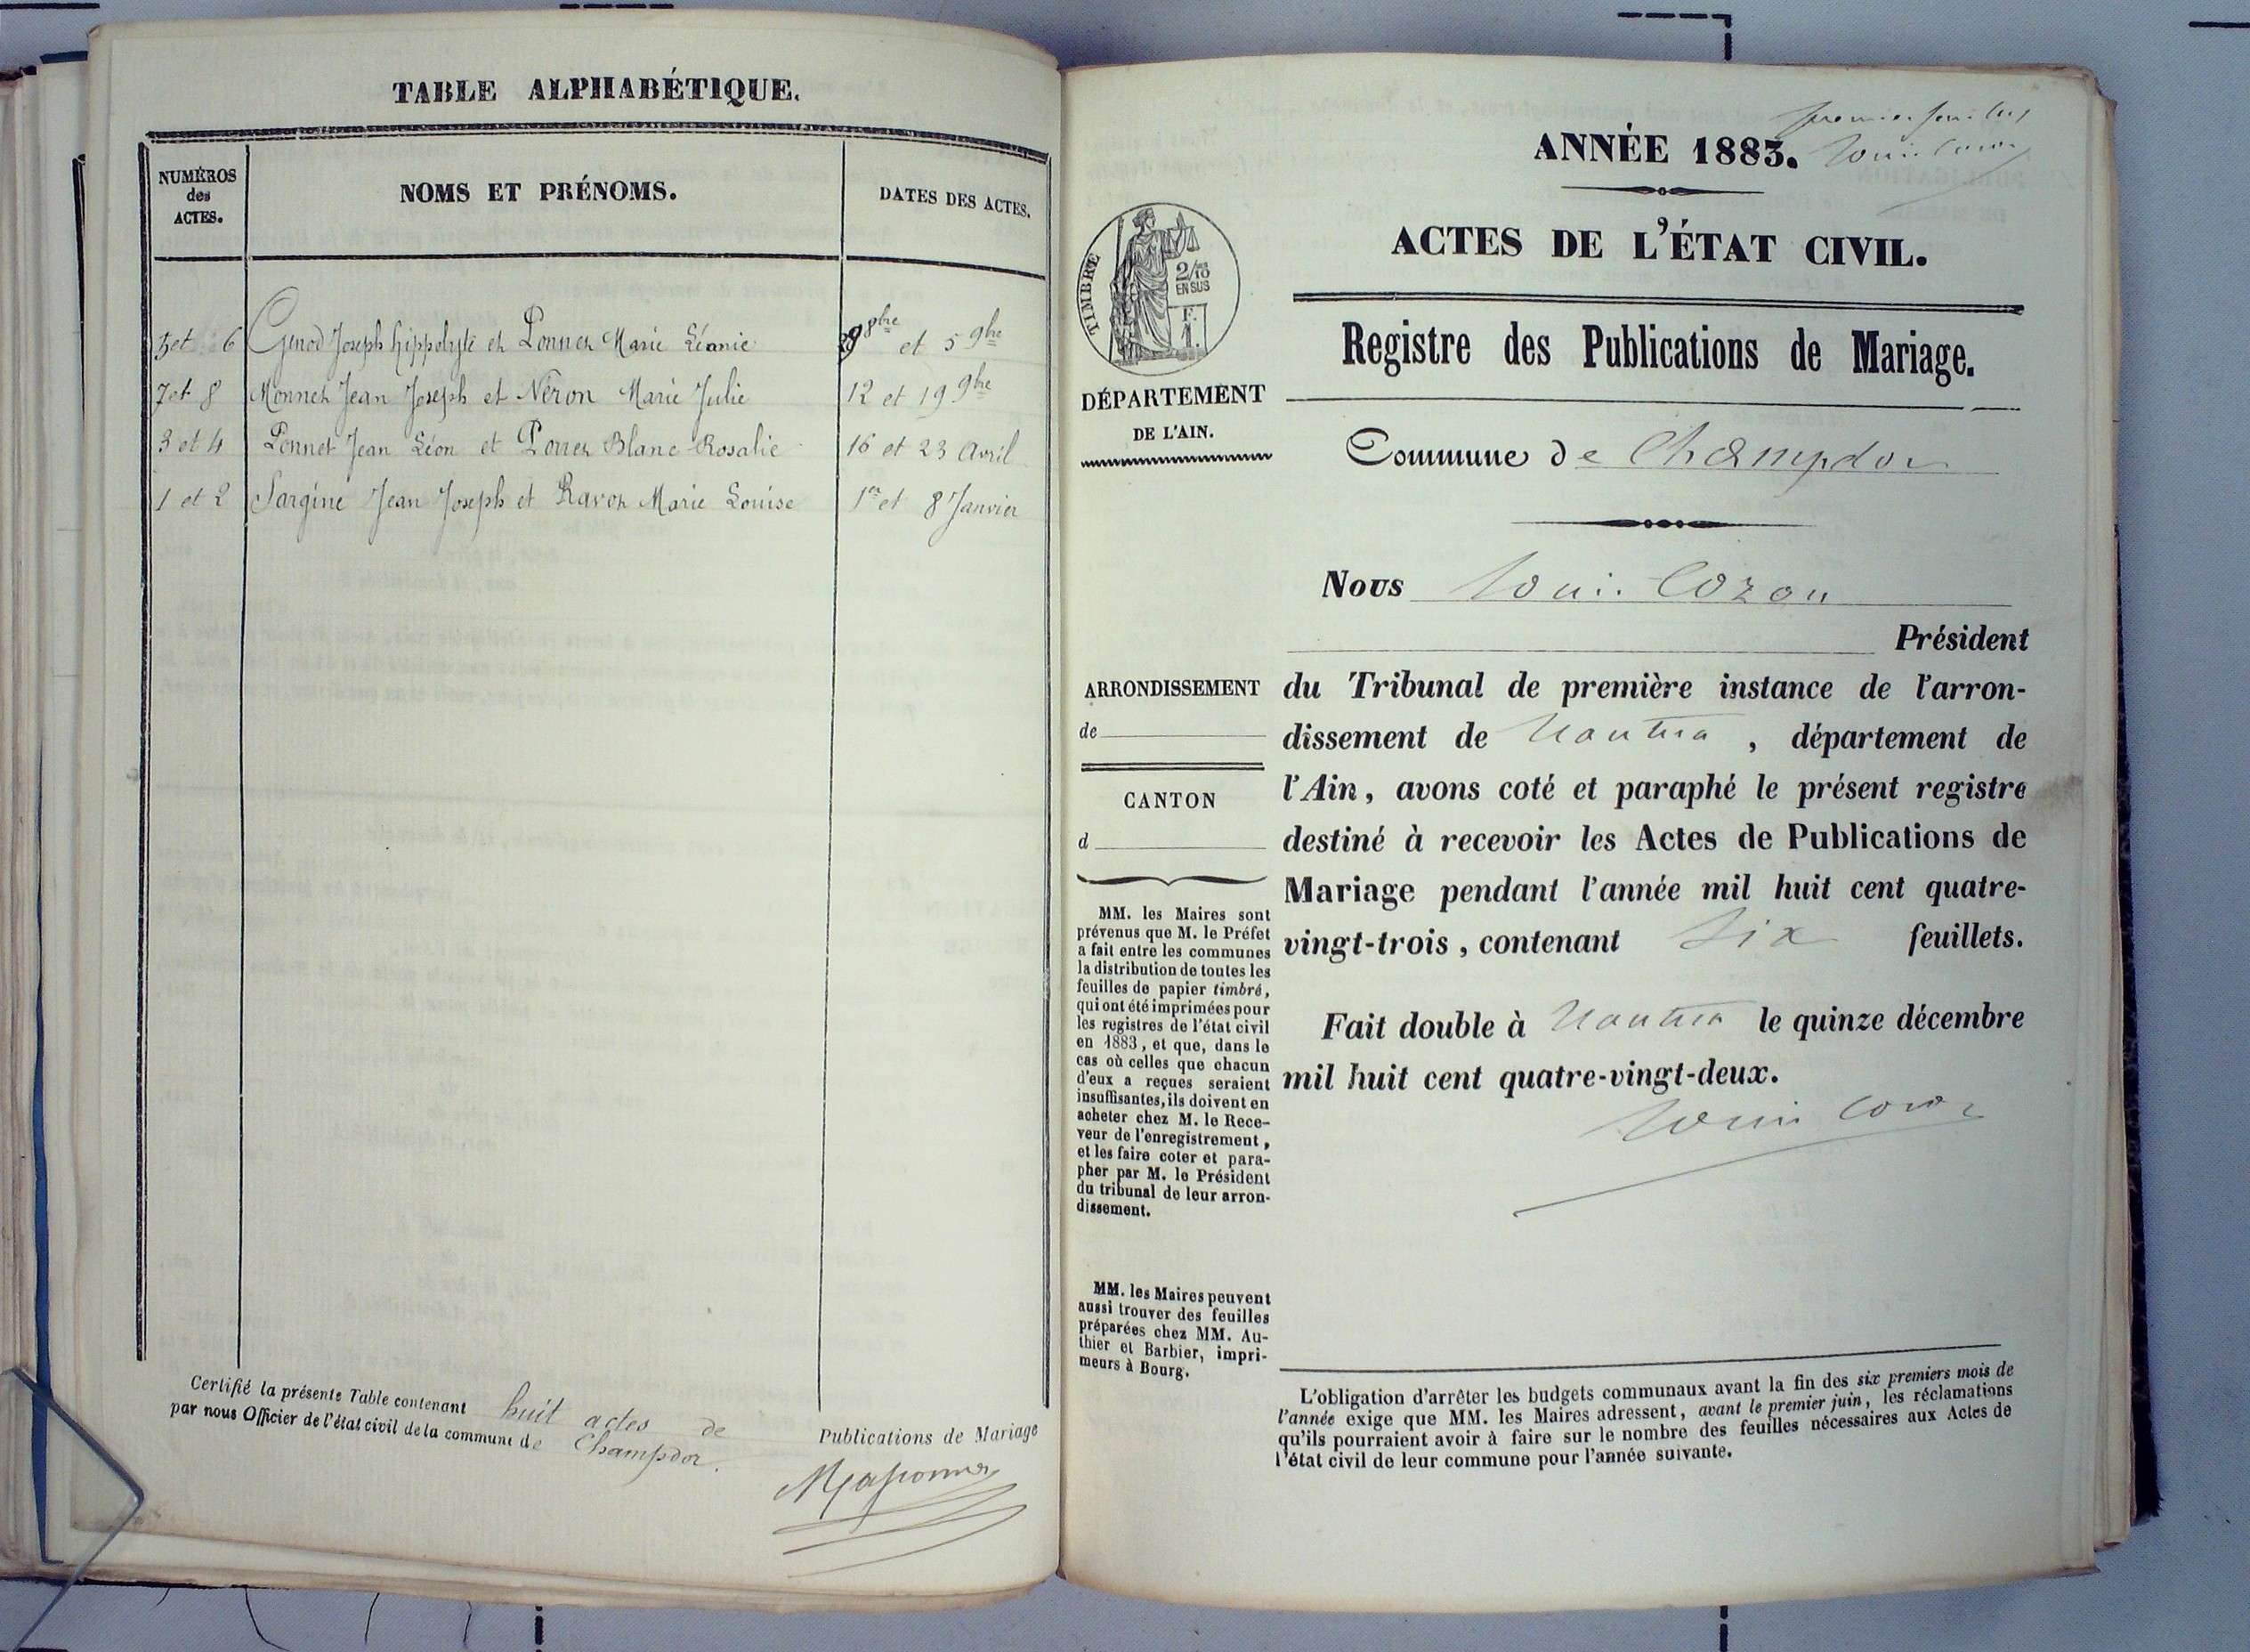 TABLE ALPHABÉTIQUE.
NUMÉROS
des
ACTES.
NOMS ET PRÉNOMS.
DATES DES ACTES.
5 et 6 Genod Joseph hippolyte et Ponnet Marie Léonie 29 8bre et 5 9bre
7 et 8 Monnet Jean Joseph et Néron Marie Julie 12 et 19 9bre
3 et 4 Ponnet Jean Léon et Porret Blanc Rosalie 16 et 23 Avril
1 et 2 Sargine Jean Joseph et Ravot Marie Louise 1er et 8 Janvier
Certifié la présente Table contenant huit actes de Publications de Mariage
par nous Officier de l'état civil de la commune de Champdor.
premier feuillet
Louis Cozon
ANNÉE 1883.
ACTES DE L'ÉTAT CIVIL.
TIMBRE
2/10
EN SUS
F.
1.
DÉPARTEMENT
DE L'AIN.
Registre des Publications de Mariage.
Commune de Champdor
Nous Louis Cozon
Président
du Tribunal de première instance de l'arron-
dissement de Nantua , département de
l'Ain, avons coté et paraphé le présent registre
destiné à recevoir les Actes de Publications de
Mariage pendant l'année mil huit cent quatre-
vingt-trois, contenant six feuillets.
Fait double à Nantua le quinze décembre
mil huit cent quatre-vingt-deux.
Louis Cozon
ARRONDISSEMENT
de
CANTON
d
MM. les Maires sont
prévenus que M. le Préfet
a fait entre les communes
la distribution de toutes les
feuilles de papier timbré,
qui ont été imprimées pour
les registres de l'état civil
en 1883, et que, dans le
cas où celles que chacun
d'eux a reçues seraient
insuffisantes, ils doivent en
acheter chez M. le Rece-
veur de l'enregistrement,
et les faire coter et para-
pher par M. le Président
du tribunal de leur arron-
dissement.
MM. les Maires peuvent
aussi trouver des feuilles
préparées chez MM. Au-
thier et Barbier, impri-
meurs à Bourg.
L'obligation d'arrêter les budgets communaux avant la fin des six premiers mois de
l'année exige que MM. les Maires adressent, avant le premier juin, les réclamations
qu'ils pourraient avoir à faire sur le nombre des feuilles nécessaires aux Actes de
l'état civil de leur commune pour l'année suivante.